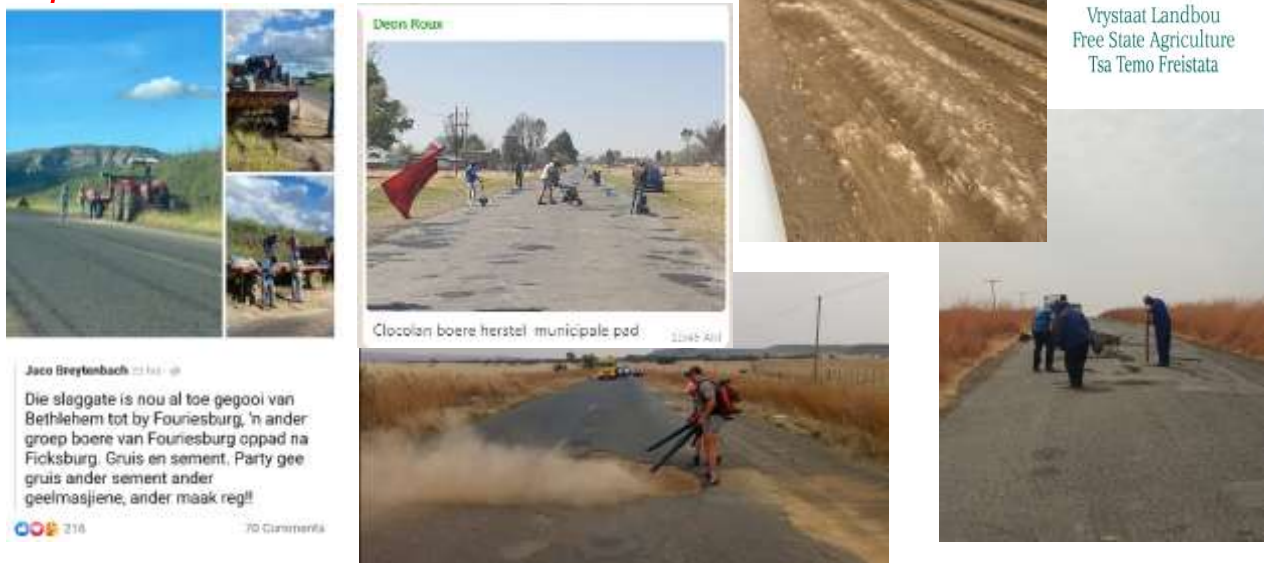 Deon Roux
Clocolan boere herstel municipale pad
Vrystaat Landbou
Free State Agriculture
Tsa Temo Freistata
Jaco Breytenbach
Die slaggate is nou al toe gegooi van
Bethlehem tot by Fouriesburg, 'n ander
groep boere van Fouriesburg oppad na
Ficksburg. Gruis en sement. Party gee
gruis ander sement ander
geelmasjiene, ander maak reg!!
216
70 Comments